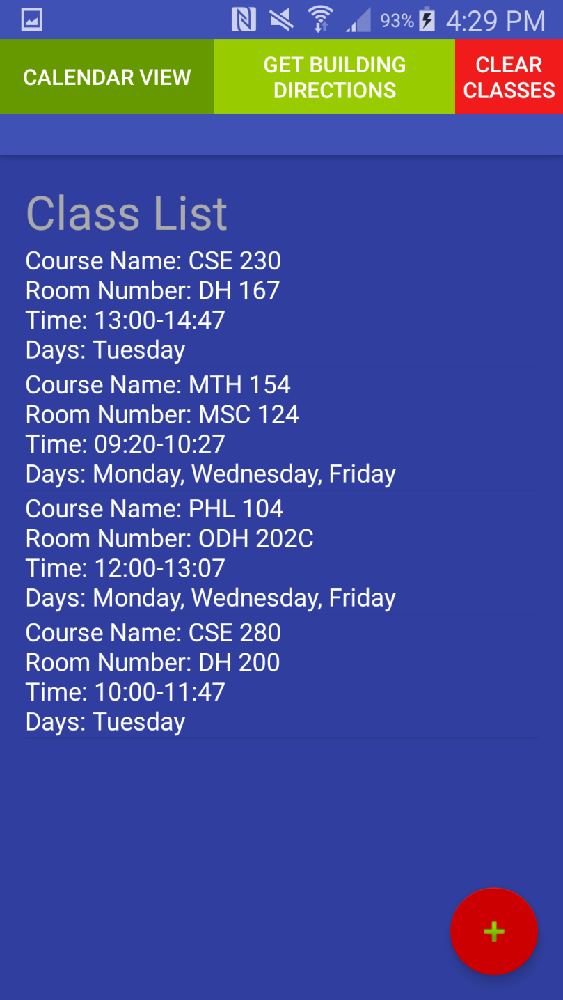 93% 4:29 PM
CALENDAR VIEW
GET BUILDING
DIRECTIONS
CLEAR
CLASSES
Class List
Course Name: CSE 230
Room Number: DH 167
Time: 13:00-14:47
Days: Tuesday
Course Name: MTH 154
Room Number: MSC 124
Time: 09:20-10:27
Days: Monday, Wednesday, Friday
Course Name: PHL 104
Room Number: ODH 202C
Time: 12:00-13:07
Days: Monday, Wednesday, Friday
Course Name: CSE 280
Room Number: DH 200
Time: 10:00-11:47
Days: Tuesday
+